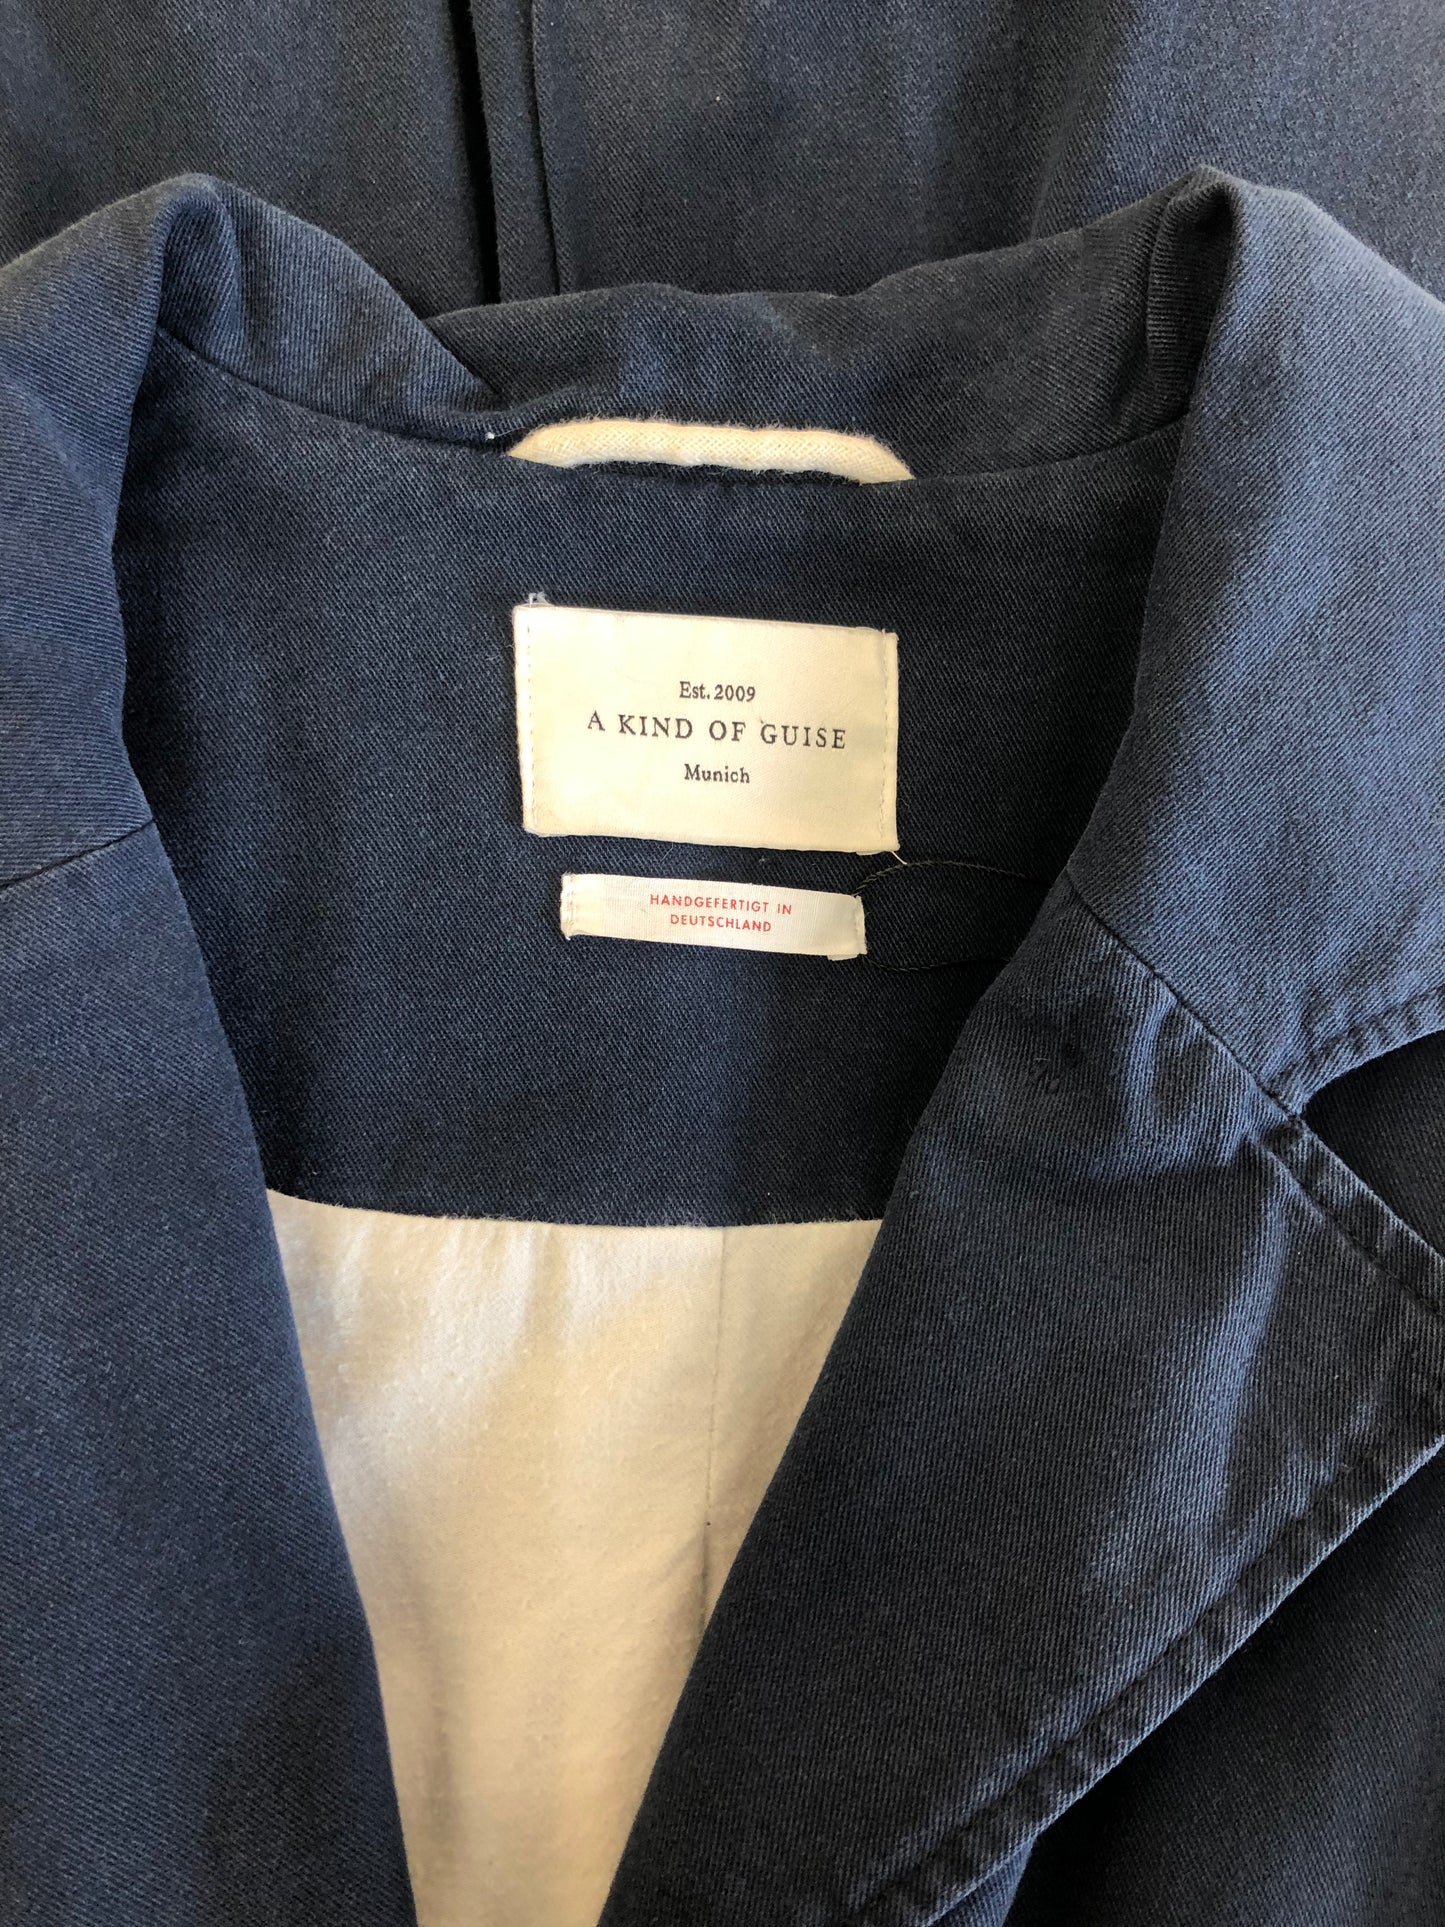 Est. 2009
A KIND OF GUISE
Munich
HANDGEFERTIGT IN
DEUTSCHLAND